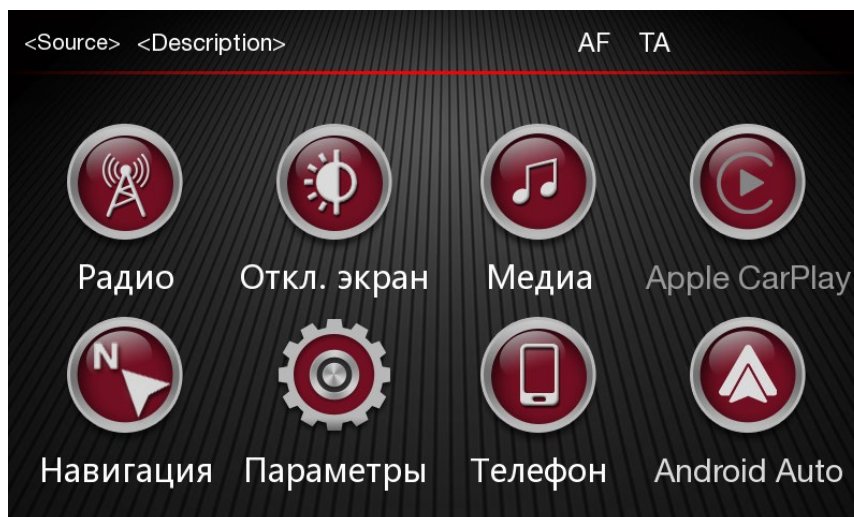 <Source> <Description> AF TA
Радио Откл. экран Медиа Apple CarPlay
N
Навигация Параметры Телефон Android Auto